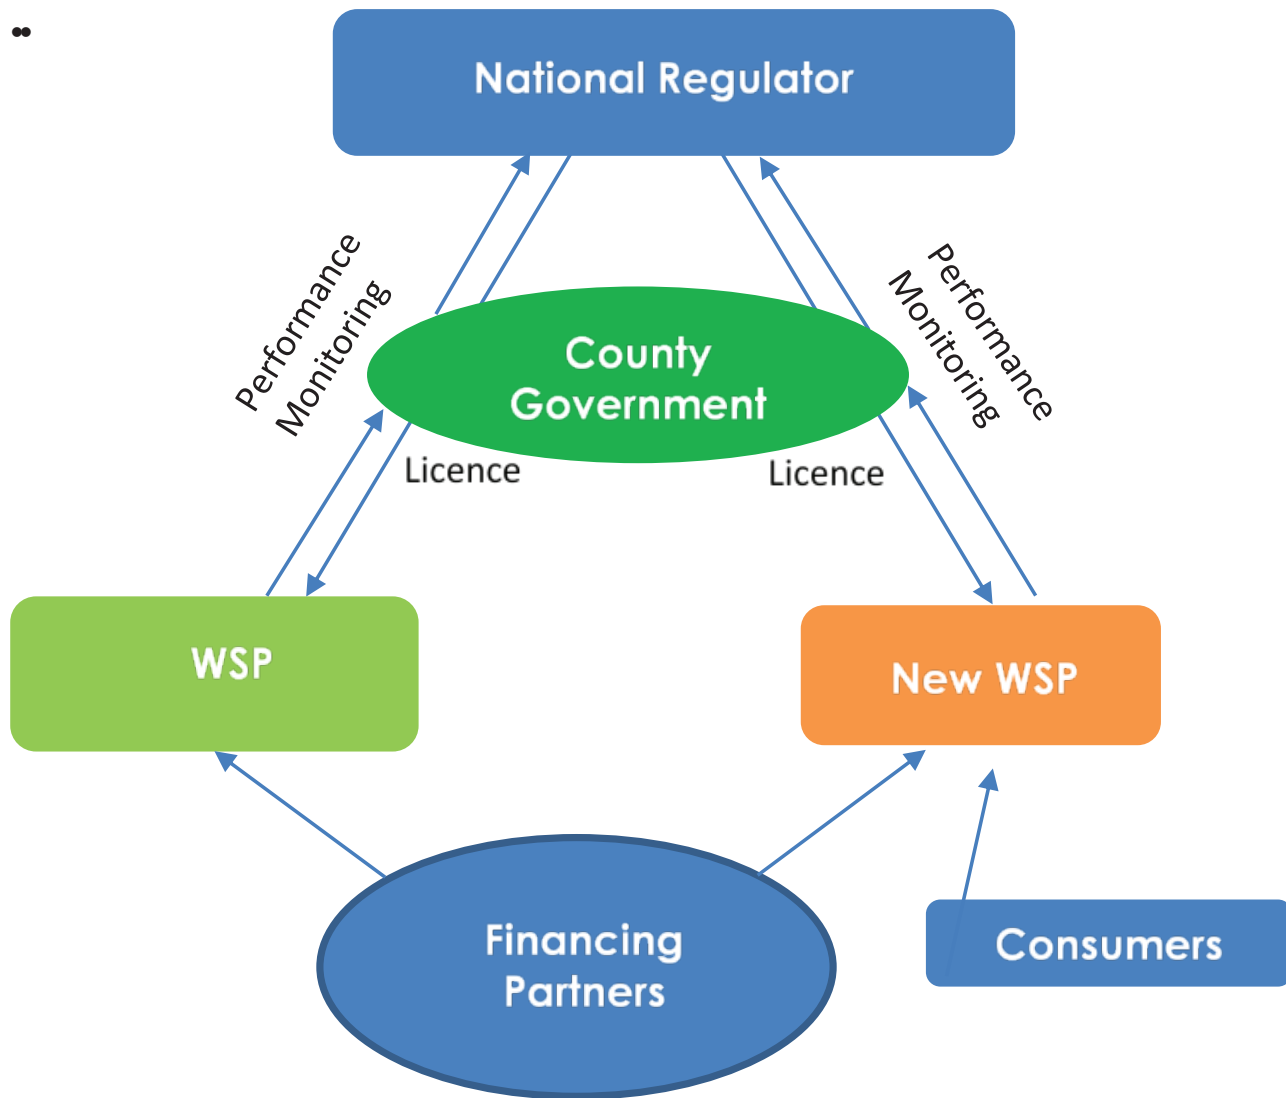 ••
National Regulator
Performance
Monitoring
Performance
Monitoring
County
Government
Licence
Licence
WSP
New WSP
Financing
Partners
Consumers